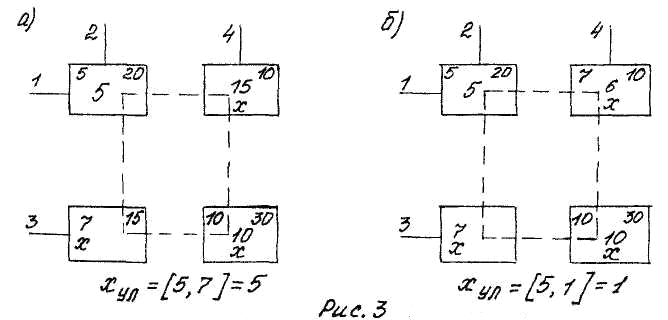 а) 2 4 б) 2 4
5 20 10 5 20 7 10
1 5 15 1 5 6
х х
7 15 10 30 10 30
3 х 10 3 7 10
х х х
х ул = [5,7] = 5 х ул = [5,1] = 1
Рис. 3